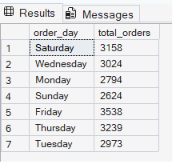 Results Messages
order_day total_orders
1 Saturday 3158
2 Wednesday 3024
3 Monday 2794
4 Sunday 2624
5 Friday 3538
6 Thursday 3239
7 Tuesday 2973